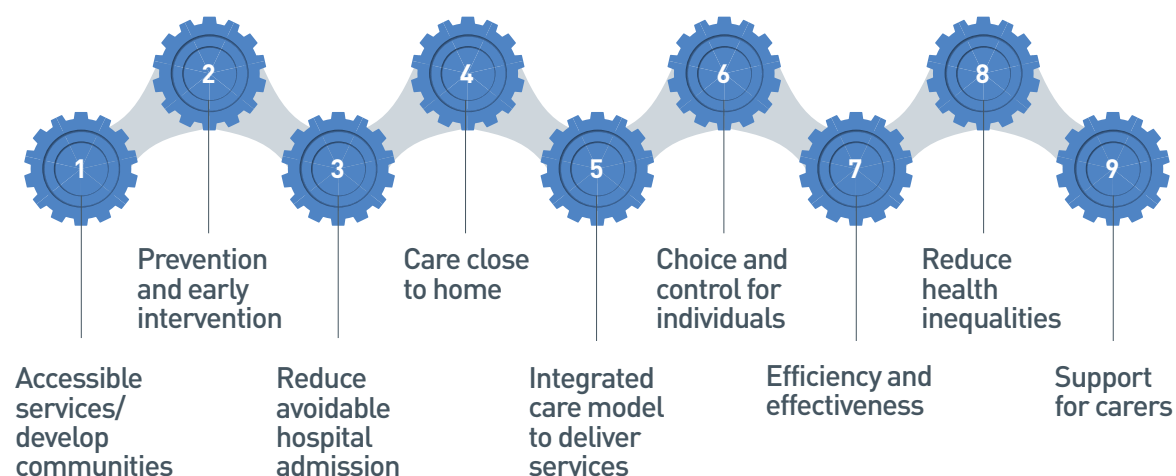 1
2
3
4
5
6
7
8
9
Prevention
and early
intervention
Care close
to home
Choice and
control for
individuals
Reduce
health
inequalities
Accessible
services/
develop
communities
Reduce
avoidable
hospital
admission
Integrated
care model
to deliver
services
Efficiency and
effectiveness
Support
for carers